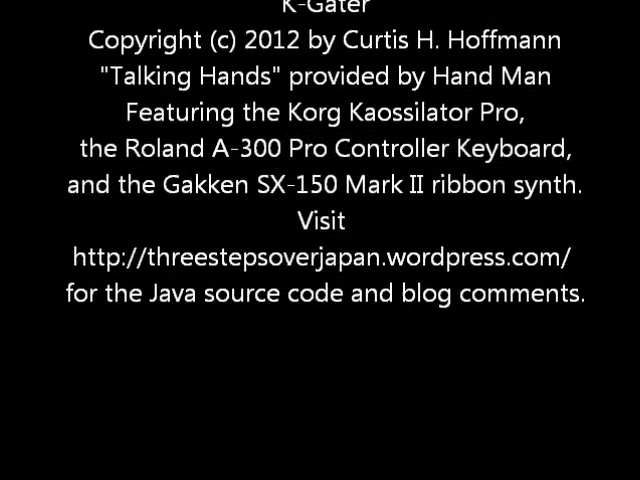 K-Gater
Copyright (c) 2012 by Curtis H. Hoffmann
"Talking Hands" provided by Hand Man
Featuring the Korg Kaossilator Pro,
the Roland A-300 Pro Controller Keyboard,
and the Gakken SX-150 Mark II ribbon synth.
Visit
http://threestepsoverjapan.wordpress.com/
for the Java source code and blog comments.